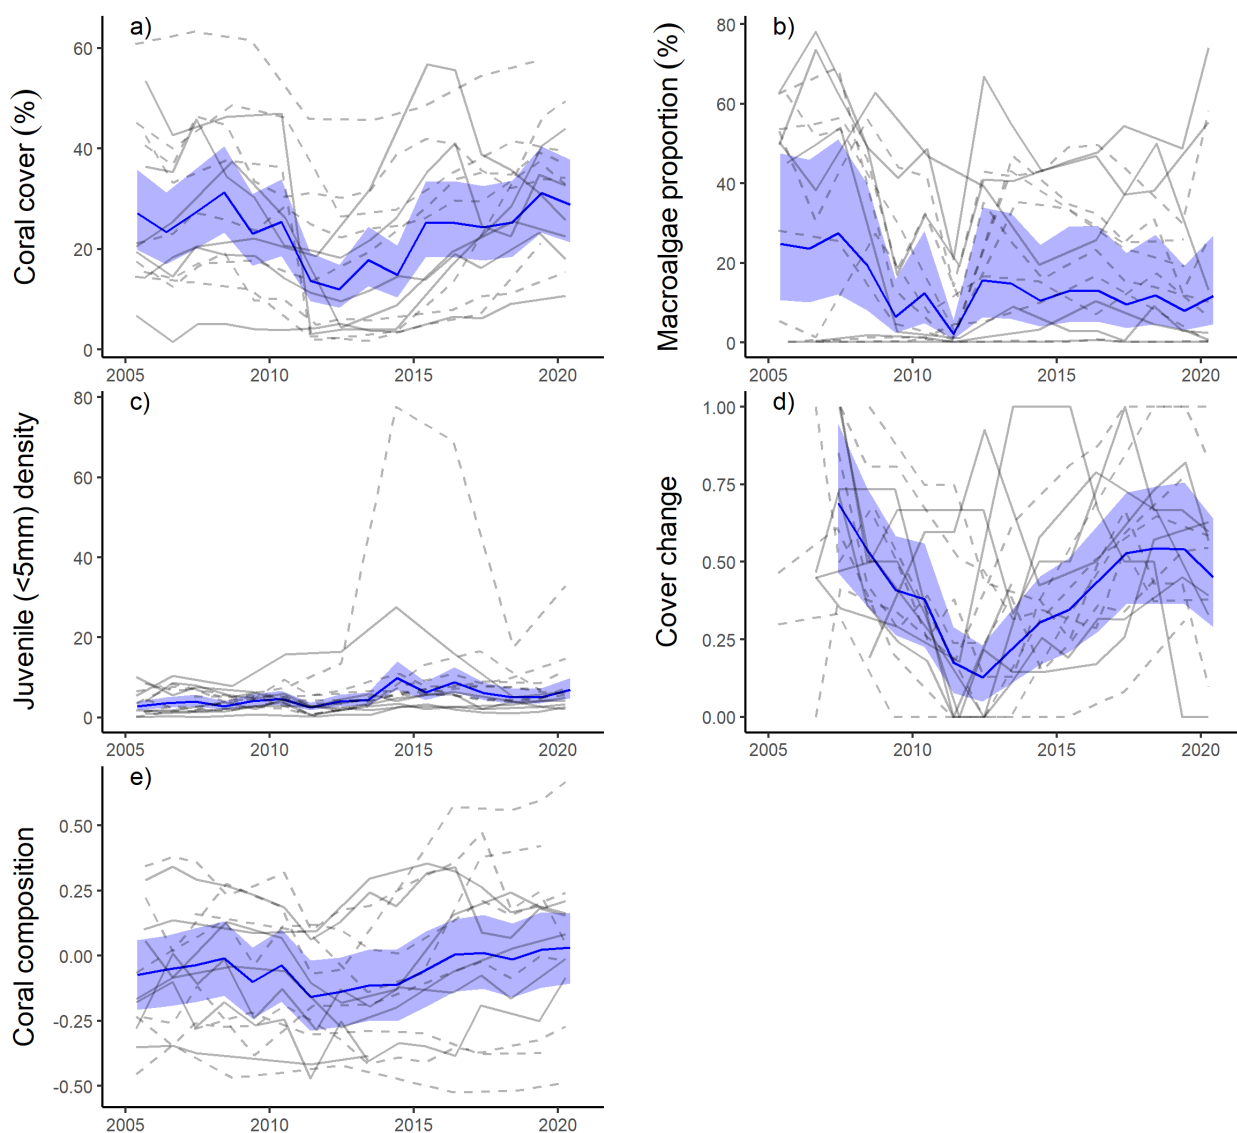 a)
Coral cover (%)
60
40
20
0
2005 2010 2015 2020
b)
Macroalgae proportion (%)
80
60
40
20
0
2005 2010 2015 2020
c)
Juvenile (<5mm) density
80
60
40
20
0
2005 2010 2015 2020
d)
Cover change
1.00
0.75
0.50
0.25
0.00
2005 2010 2015 2020
e)
Coral composition
0.50
0.25
0.00
-0.25
-0.50
2005 2010 2015 2020